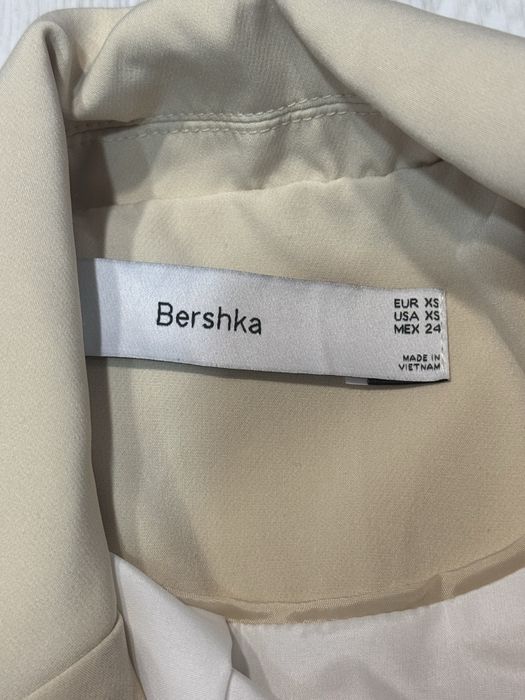 Bershka
EUR XS
USA XS
MEX 24
MADE IN
VIETNAM